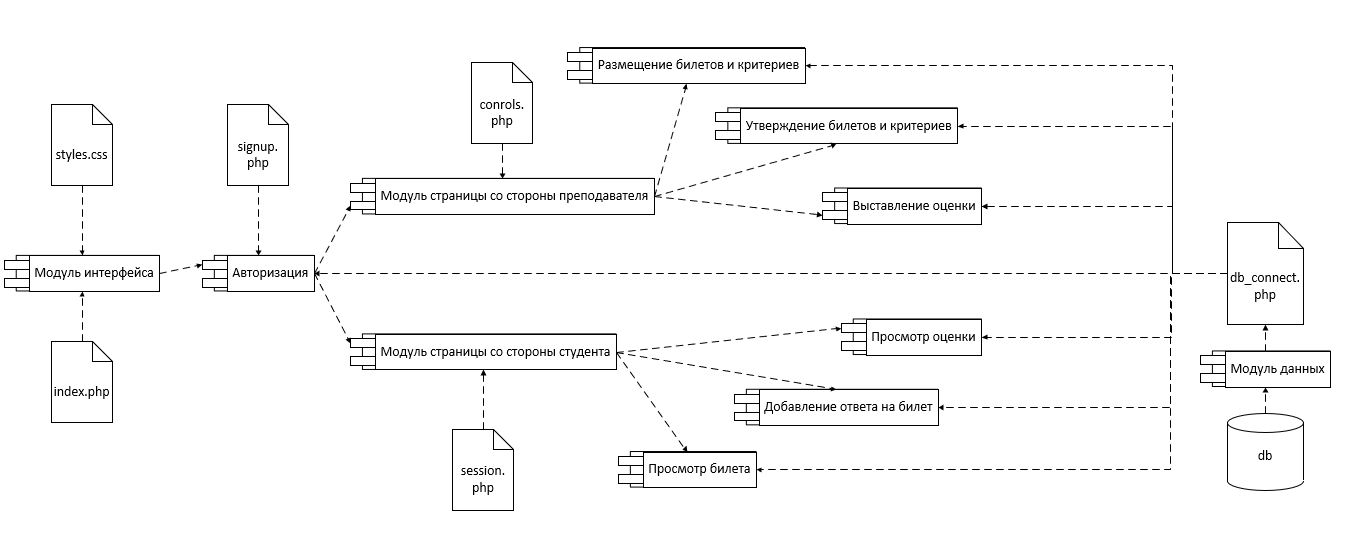 Размещение билетов и критериев
conrols.
php
Утверждение билетов и критериев
styles.css
signup.
php
Модуль страницы со стороны преподавателя
Выставление оценки
Модуль интерфейса
Авторизация
db_connect.
php
Просмотр оценки
Модуль страницы со стороны студента
Модуль данных
index.php
Добавление ответа на билет
db
Просмотр билета
session.
php